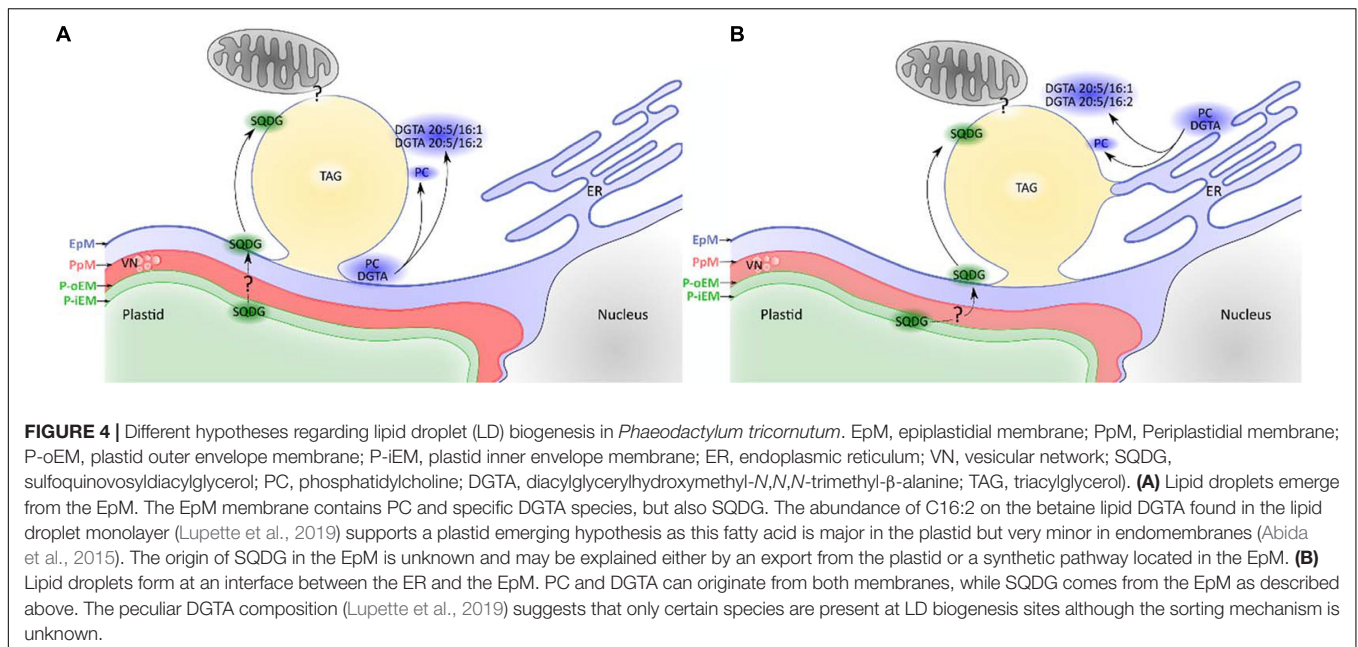 A
?
SQDG
DGTA 20:5/16:1
DGTA 20:5/16:2
TAG
PC
ER
EpM
SQDG
PpM
VN
PC
DGTA
P-oEM
?
P-iEM
Plastid
SQDG
Nucleus
B
?
DGTA 20:5/16:1
DGTA 20:5/16:2
PC
DGTA
SQDG
PC
TAG
ER
EpM
PpM
VN
SQDG
P-oEM
P-iEM
Plastid
SQDG
?
Nucleus
FIGURE 4 | Different hypotheses regarding lipid droplet (LD) biogenesis in Phaeodactylum tricornutum. EpM, epiplastidial membrane; PpM, Periplastidial membrane;
P-oEM, plastid outer envelope membrane; P-iEM, plastid inner envelope membrane; ER, endoplasmic reticulum; VN, vesicular network; SQDG,
sulfoquinovosyldiacylglycerol; PC, phosphatidylcholine; DGTA, diacylglycerylhydroxymethyl-N,N,N-trimethyl-β-alanine; TAG, triacylglycerol). (A) Lipid droplets emerge
from the EpM. The EpM membrane contains PC and specific DGTA species, but also SQDG. The abundance of C16:2 on the betaine lipid DGTA found in the lipid
droplet monolayer (Lupette et al., 2019) supports a plastid emerging hypothesis as this fatty acid is major in the plastid but very minor in endomembranes (Abida
et al., 2015). The origin of SQDG in the EpM is unknown and may be explained either by an export from the plastid or a synthetic pathway located in the EpM. (B)
Lipid droplets form at an interface between the ER and the EpM. PC and DGTA can originate from both membranes, while SQDG comes from the EpM as described
above. The peculiar DGTA composition (Lupette et al., 2019) suggests that only certain species are present at LD biogenesis sites although the sorting mechanism is
unknown.